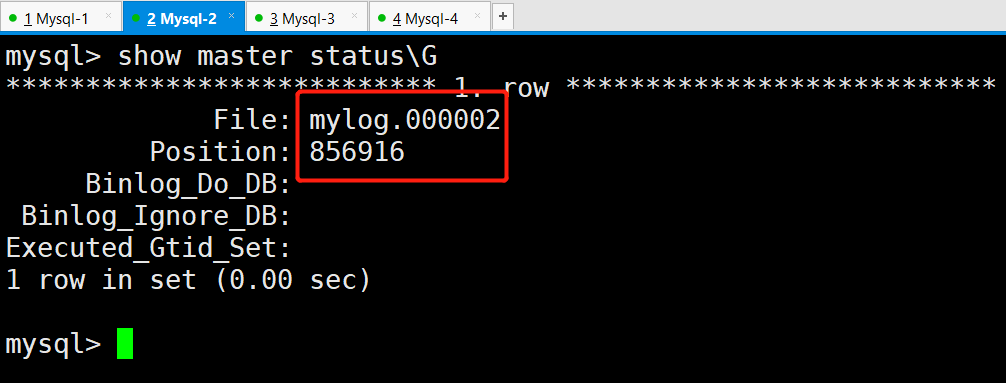 1 Mysql-1 × 2 Mysql-2 × 3 Mysql-3 × 4 Mysql-4 × +
mysql> show master status\G
*************************** 1. row ***************************
File: mylog.000002
Position: 856916
Binlog_Do_DB:
Binlog_Ignore_DB:
Executed_Gtid_Set:
1 row in set (0.00 sec)
mysql>